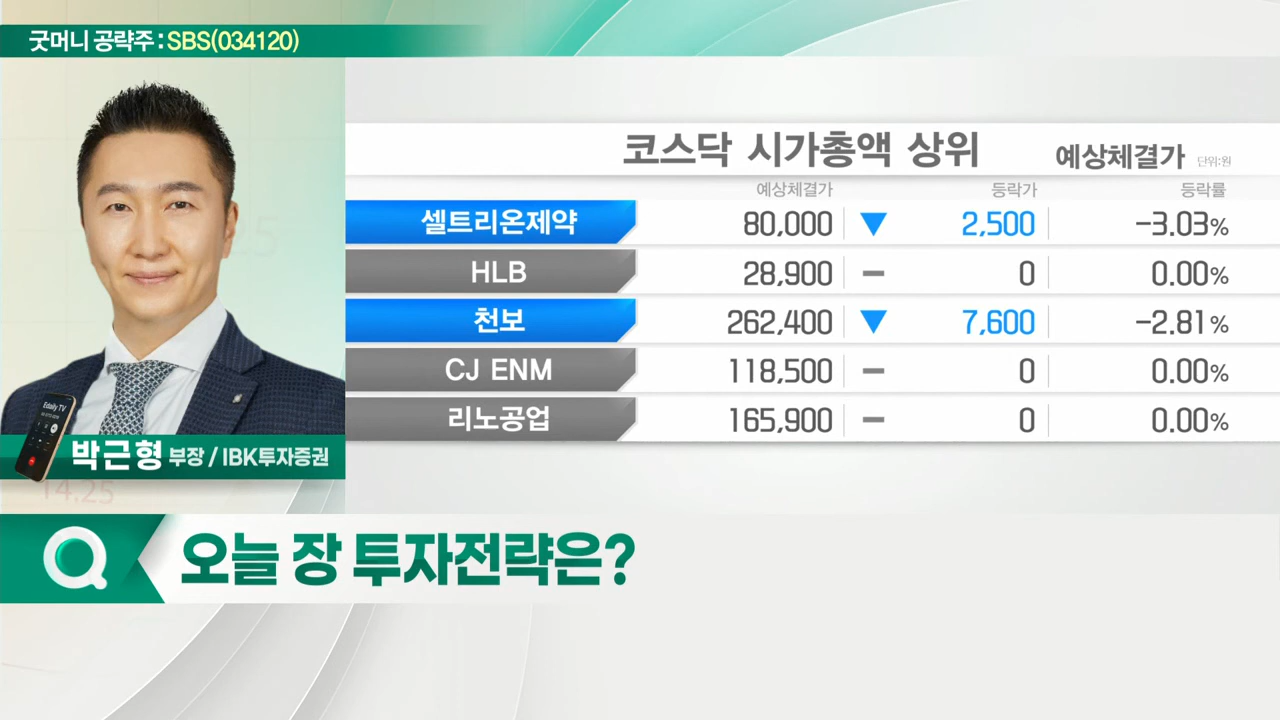 굿머니 공략주 : SBS(034120)
코스닥 시가총액 상위 예상체결가 단위:원
예상체결가 등락가 등락률
셀트리온제약 80,000 ▼ 2,500 -3.03%
HLB 28,900 - 0 0.00%
천보 262,400 ▼ 7,600 -2.81%
CJ ENM 118,500 - 0 0.00%
리노공업 165,900 - 0 0.00%
Edaily TV
박근형 부장 / IBK투자증권
14.25
오늘 장 투자전략은?